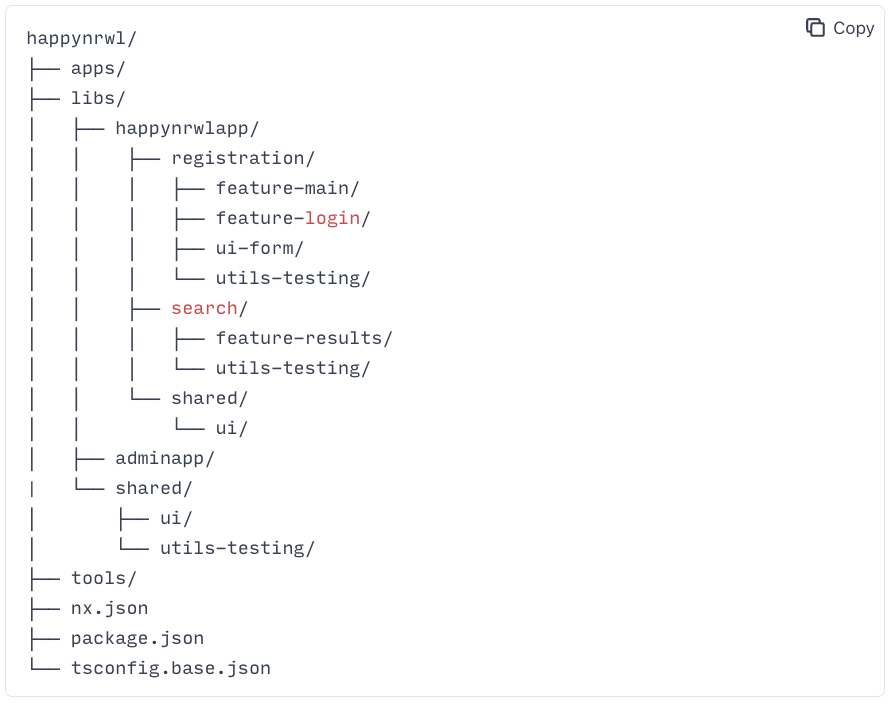 Copy
happynrwl/
├── apps/
├── libs/
│   ├── happynrwlapp/
│   │    ├── registration/
│   │    │   ├── feature-main/
│   │    │   ├── feature-login/
│   │    │   ├── ui-form/
│   │    │   └── utils-testing/
│   │    ├── search/
│   │    │   ├── feature-results/
│   │    │   └── utils-testing/
│   │    └── shared/
│   │        └── ui/
│   ├── adminapp/
|   └── shared/
│       ├── ui/
│       └── utils-testing/
├── tools/
├── nx.json
├── package.json
└── tsconfig.base.json